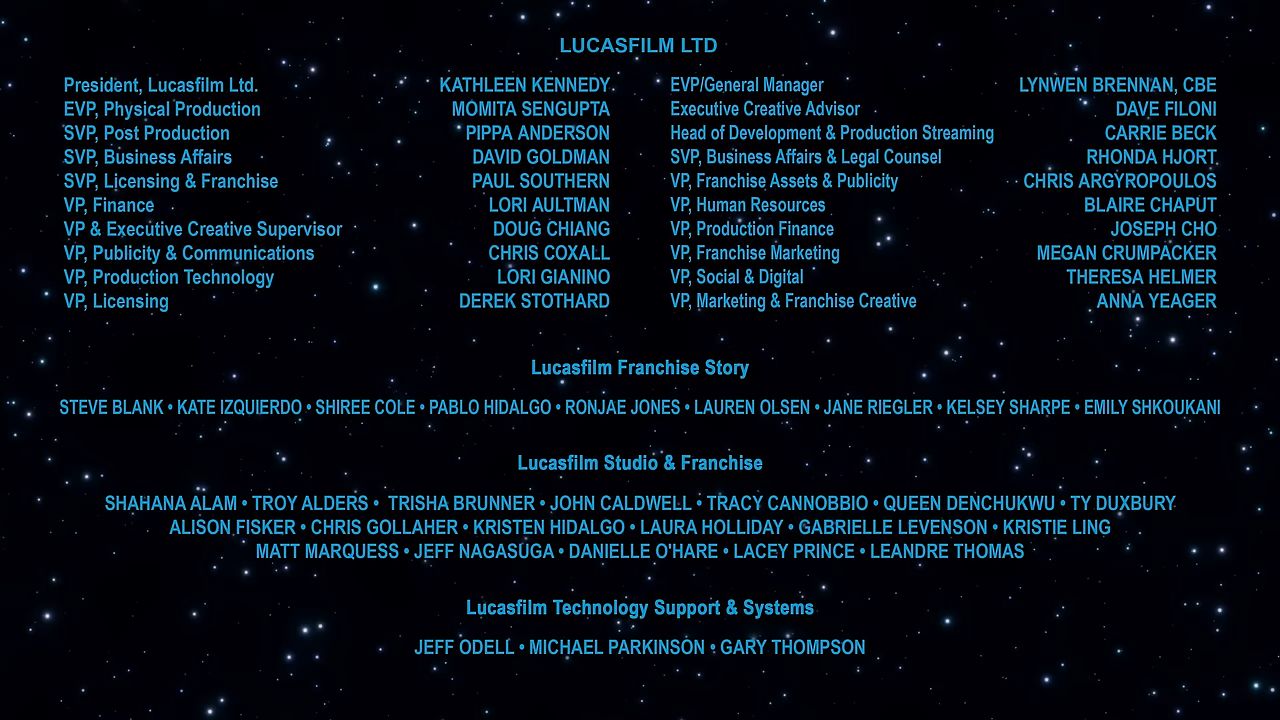 LUCASFILM LTD
President, Lucasfilm Ltd. KATHLEEN KENNEDY EVP/General Manager LYNWEN BRENNAN, CBE
EVP, Physical Production MOMITA SENGUPTA Executive Creative Advisor DAVE FILONI
SVP, Post Production PIPPA ANDERSON Head of Development & Production Streaming CARRIE BECK
SVP, Business Affairs DAVID GOLDMAN SVP, Business Affairs & Legal Counsel RHONDA HJORT
SVP, Licensing & Franchise PAUL SOUTHERN VP, Franchise Assets & Publicity CHRIS ARGYROPOULOS
VP, Finance LORI AULTMAN VP, Human Resources BLAIRE CHAPUT
VP & Executive Creative Supervisor DOUG CHIANG VP, Production Finance JOSEPH CHO
VP, Publicity & Communications CHRIS COXALL VP, Franchise Marketing MEGAN CRUMPACKER
VP, Production Technology LORI GIANINO VP, Social & Digital THERESA HELMER
VP, Licensing DEREK STOTHARD VP, Marketing & Franchise Creative ANNA YEAGER
Lucasfilm Franchise Story
STEVE BLANK • KATE IZQUIERDO • SHIREE COLE • PABLO HIDALGO • RONJAE JONES • LAUREN OLSEN • JANE RIEGLER • KELSEY SHARPE • EMILY SHKOUKANI
Lucasfilm Studio & Franchise
SHAHANA ALAM • TROY ALDERS • TRISHA BRUNNER • JOHN CALDWELL • TRACY CANNOBBIO • QUEEN DENCHUKWU • TY DUXBURY
ALISON FISKER • CHRIS GOLLAHER • KRISTEN HIDALGO • LAURA HOLLIDAY • GABRIELLE LEVENSON • KRISTIE LING
MATT MARQUESS • JEFF NAGASUGA • DANIELLE O'HARE • LACEY PRINCE • LEANDRE THOMAS
Lucasfilm Technology Support & Systems
JEFF ODELL • MICHAEL PARKINSON • GARY THOMPSON